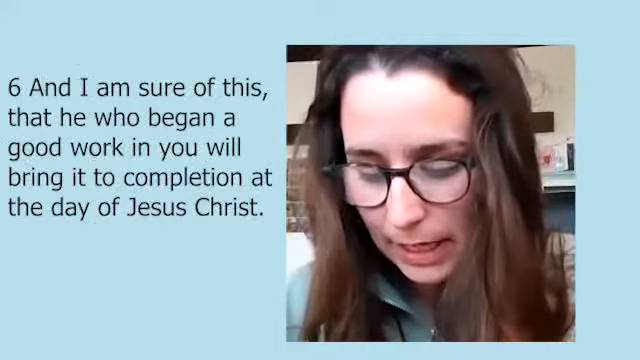 6 And I am sure of this,
that he who began a
good work in you will
bring it to completion at
the day of Jesus Christ.